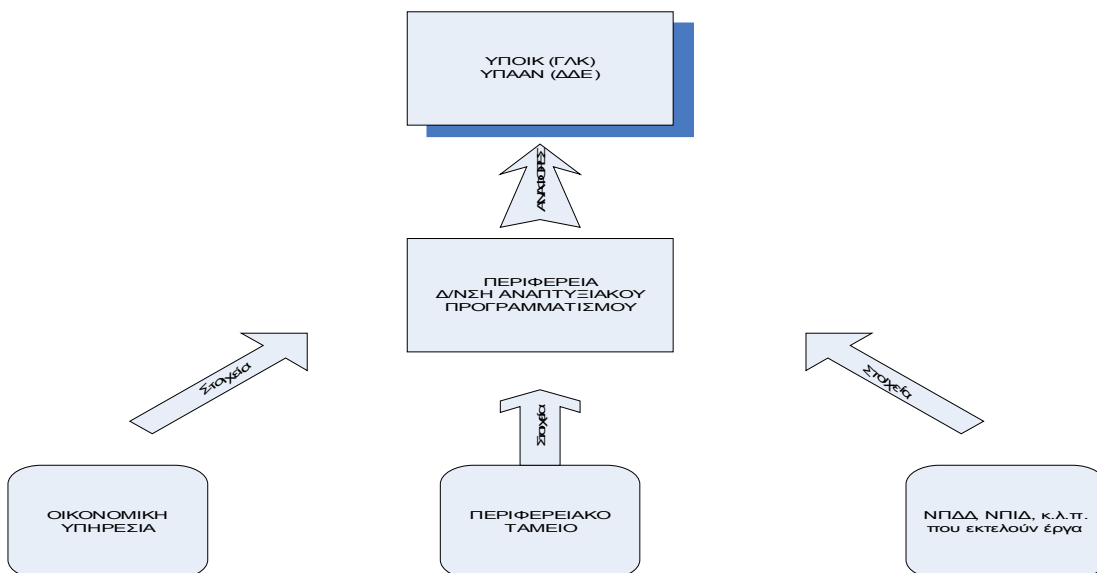 ΥΠΟΙΚ (ΓΛΚ)
ΥΠΑΑΝ (ΔΔΕ)
ΑΝΑΦΟΡΕΣ
ΠΕΡΙΦΕΡΕΙΑ
Δ/ΝΣΗ ΑΝΑΠΤΥΞΙΑΚΟΥ
ΠΡΟΓΡΑΜΜΑΤΙΣΜΟΥ
Στοιχεία
Στοιχεία
Στοιχεία
ΟΙΚΟΝΟΜΙΚΗ
ΥΠΗΡΕΣΙΑ
ΠΕΡΙΦΕΡΕΙΑΚΟ
ΤΑΜΕΙΟ
ΝΠΔΔ, ΝΠΙΔ, κ.λ.π.
που εκτελούν έργα